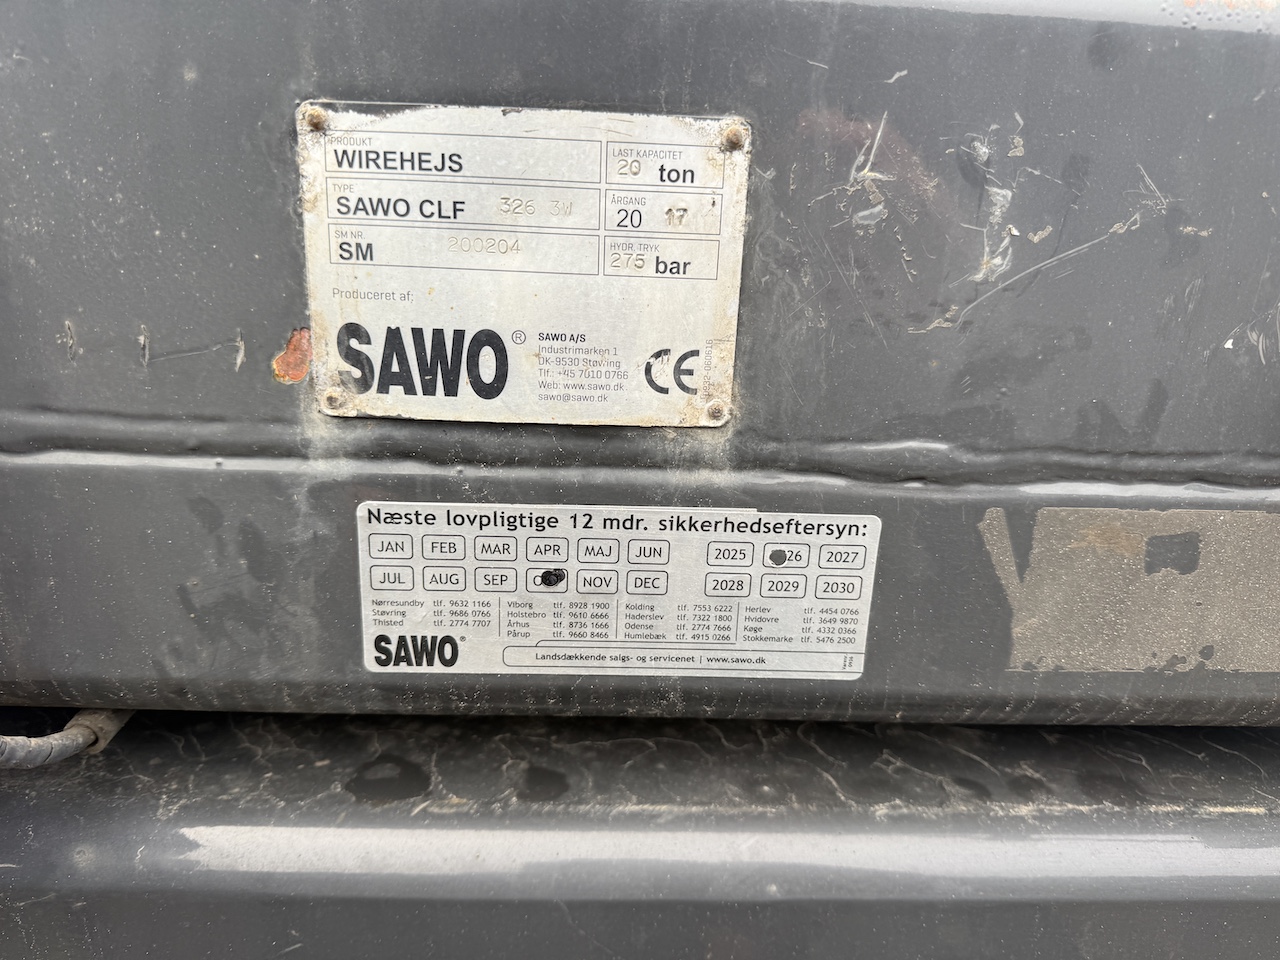 PRODUKT
WIREHEJS
LAST KAPACITET
20 ton
TYPE
SAWO CLF 326 3W
ÅRGANG
20 17
SM NR.
SM 200204
HYDR. TRYK
275 bar
Produceret af:
SAWO®
SAWO A/S
Industrimarken 1
DK-9530 Støvring
Tlf.: +45 7010 0766
Web: www.sawo.dk
sawo@sawo.dk
CE
Næste lovpligtige 12 mdr. sikkerhedseftersyn:
JAN FEB MAR APR MAJ JUN 2025 26 2027
JUL AUG SEP NOV DEC 2028 2029 2030
Nørresundby tlf. 9632 1166
Støvring tlf. 9686 0766
Thisted tlf. 2774 7707
Viborg tlf. 8928 1900
Holstebro tlf. 9610 6666
Århus tlf. 8736 1666
Pårup tlf. 9660 8466
Kolding tlf. 7553 6222
Haderslev tlf. 7322 1800
Odense tlf. 2774 7666
Humlebæk tlf. 4915 0266
Herlev tlf. 4454 0766
Hvidovre tlf. 3649 9870
Køge tlf. 4332 0366
Stokkemarke tlf. 5476 2500
SAWO®
Landsdækkende salgs- og servicenet | www.sawo.dk